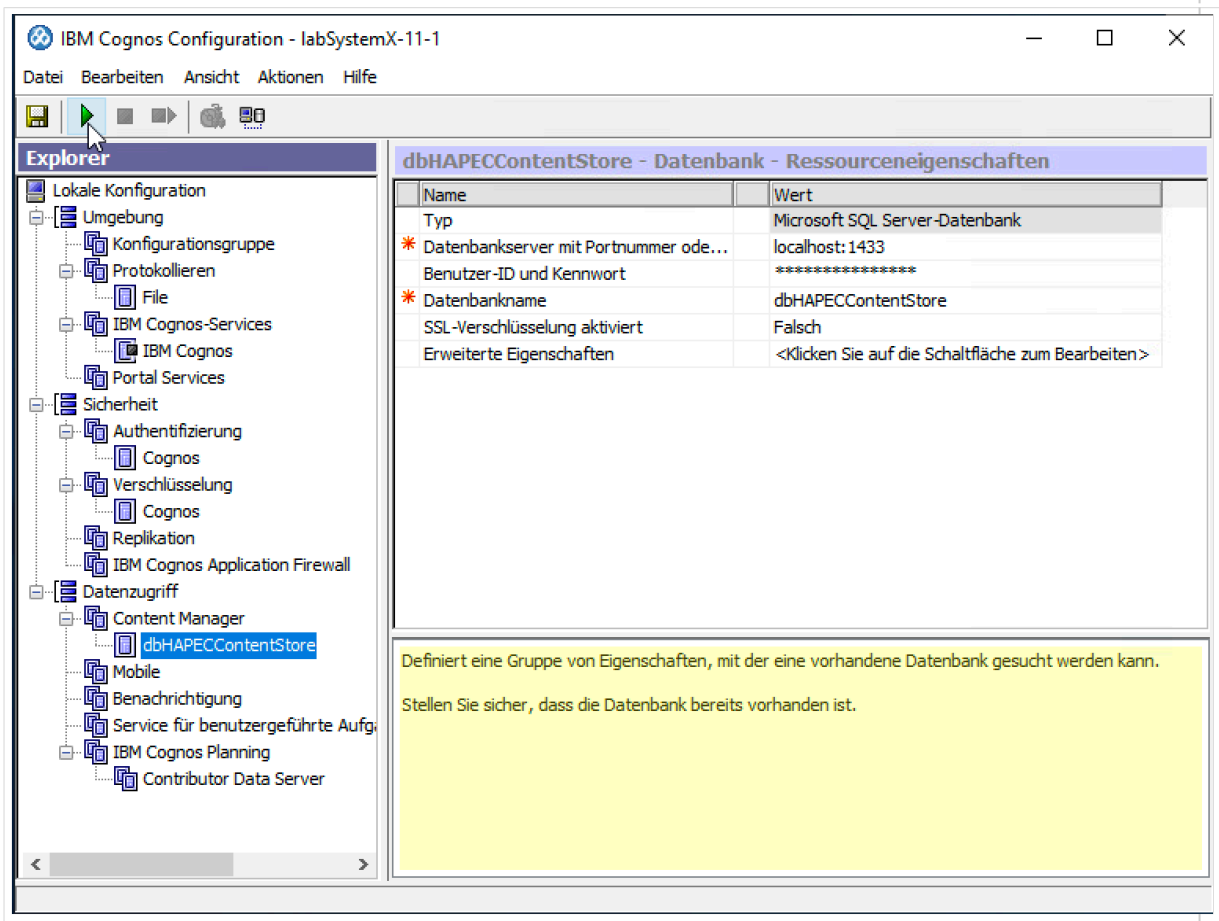 IBM Cognos Configuration - labSystemX-11-1
Datei Bearbeiten Ansicht Aktionen Hilfe
Explorer
Lokale Konfiguration
Umgebung
Konfigurationsgruppe
Protokollieren
File
IBM Cognos-Services
IBM Cognos
Portal Services
Sicherheit
Authentifizierung
Cognos
Verschlüsselung
Cognos
Replikation
IBM Cognos Application Firewall
Datenzugriff
Content Manager
dbHAPECContentStore
Mobile
Benachrichtigung
Service für benutzergeführte Aufg
IBM Cognos Planning
Contributor Data Server
dbHAPECContentStore - Datenbank - Ressourceneigenschaften
Name Wert
Typ Microsoft SQL Server-Datenbank
* Datenbankserver mit Portnummer ode... localhost:1433
Benutzer-ID und Kennwort ***************
* Datenbankname dbHAPECContentStore
SSL-Verschlüsselung aktiviert Falsch
Erweiterte Eigenschaften <Klicken Sie auf die Schaltfläche zum Bearbeiten>
Definiert eine Gruppe von Eigenschaften, mit der eine vorhandene Datenbank gesucht werden kann.
Stellen Sie sicher, dass die Datenbank bereits vorhanden ist.